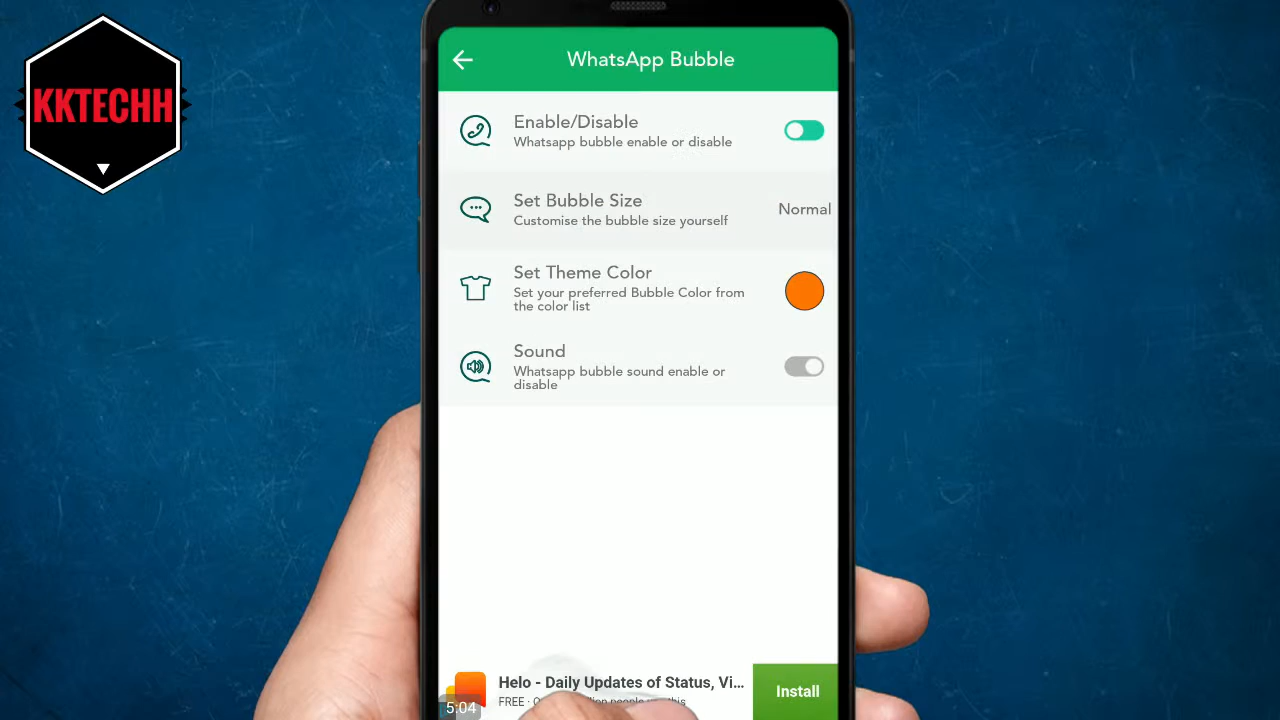 KKTECHH
WhatsApp Bubble
Enable/Disable
Whatsapp bubble enable or disable
Set Bubble Size
Customise the bubble size yourself
Normal
Set Theme Color
Set your preferred Bubble Color from
the color list
Sound
Whatsapp bubble sound enable or
disable
Helo - Daily Updates of Status, Vi...
FREE
Install
5:04